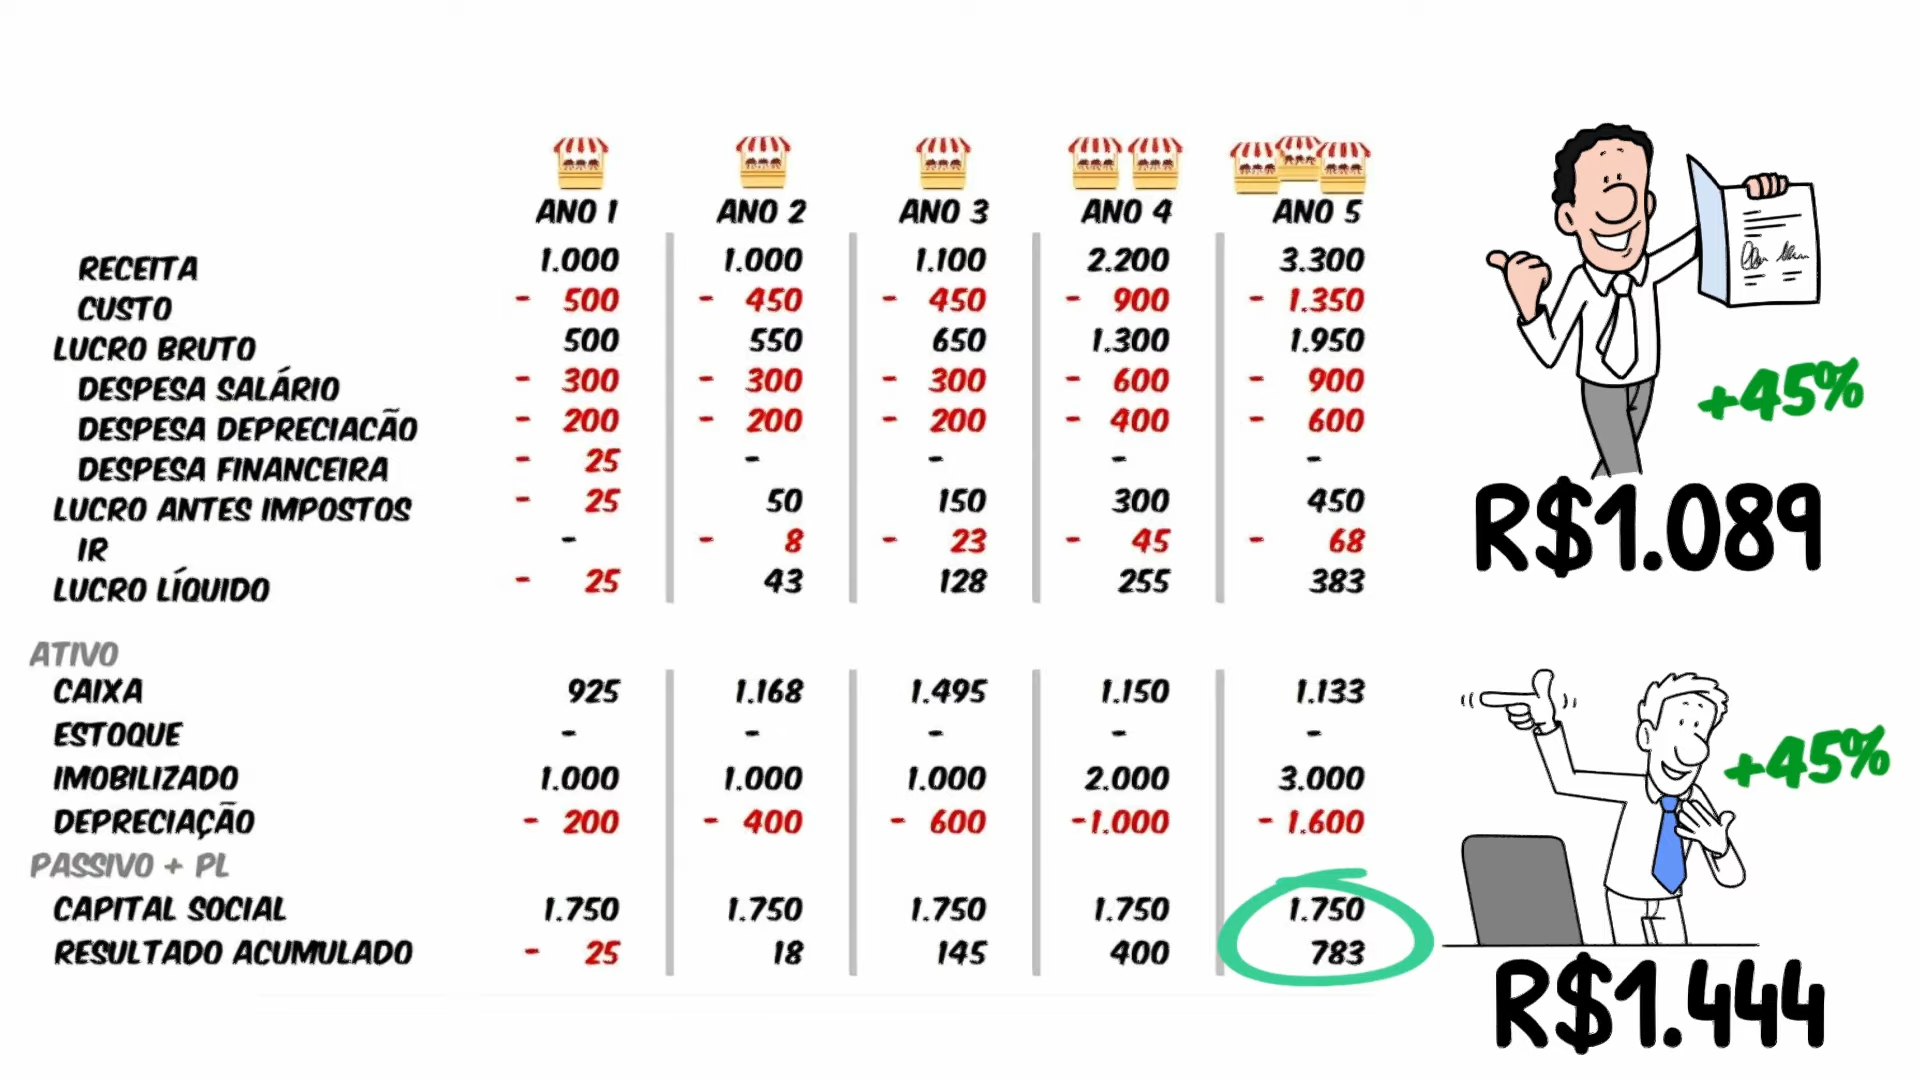 ANO 1 ANO 2 ANO 3 ANO 4 ANO 5
RECEITA 1.000 1.000 1.100 2.200 3.300
CUSTO - 500 - 450 - 450 - 900 - 1.350
LUCRO BRUTO 500 550 650 1.300 1.950
DESPESA SALÁRIO - 300 - 300 - 300 - 600 - 900
DESPESA DEPRECIACÃO - 200 - 200 - 200 - 400 - 600
DESPESA FINANCEIRA - 25 - - - -
LUCRO ANTES IMPOSTOS - 25 50 150 300 450
IR - - 8 - 23 - 45 - 68
LUCRO LÍQUIDO - 25 43 128 255 383
+45%
R$1.089
ATIVO
CAIXA 925 1.168 1.495 1.150 1.133
ESTOQUE - - - - -
IMOBILIZADO 1.000 1.000 1.000 2.000 3.000
DEPRECIAÇÃO - 200 - 400 - 600 -1.000 - 1.600
PASSIVO + PL
CAPITAL SOCIAL 1.750 1.750 1.750 1.750 1.750
RESULTADO ACUMULADO - 25 18 145 400 783
+45%
R$1.444